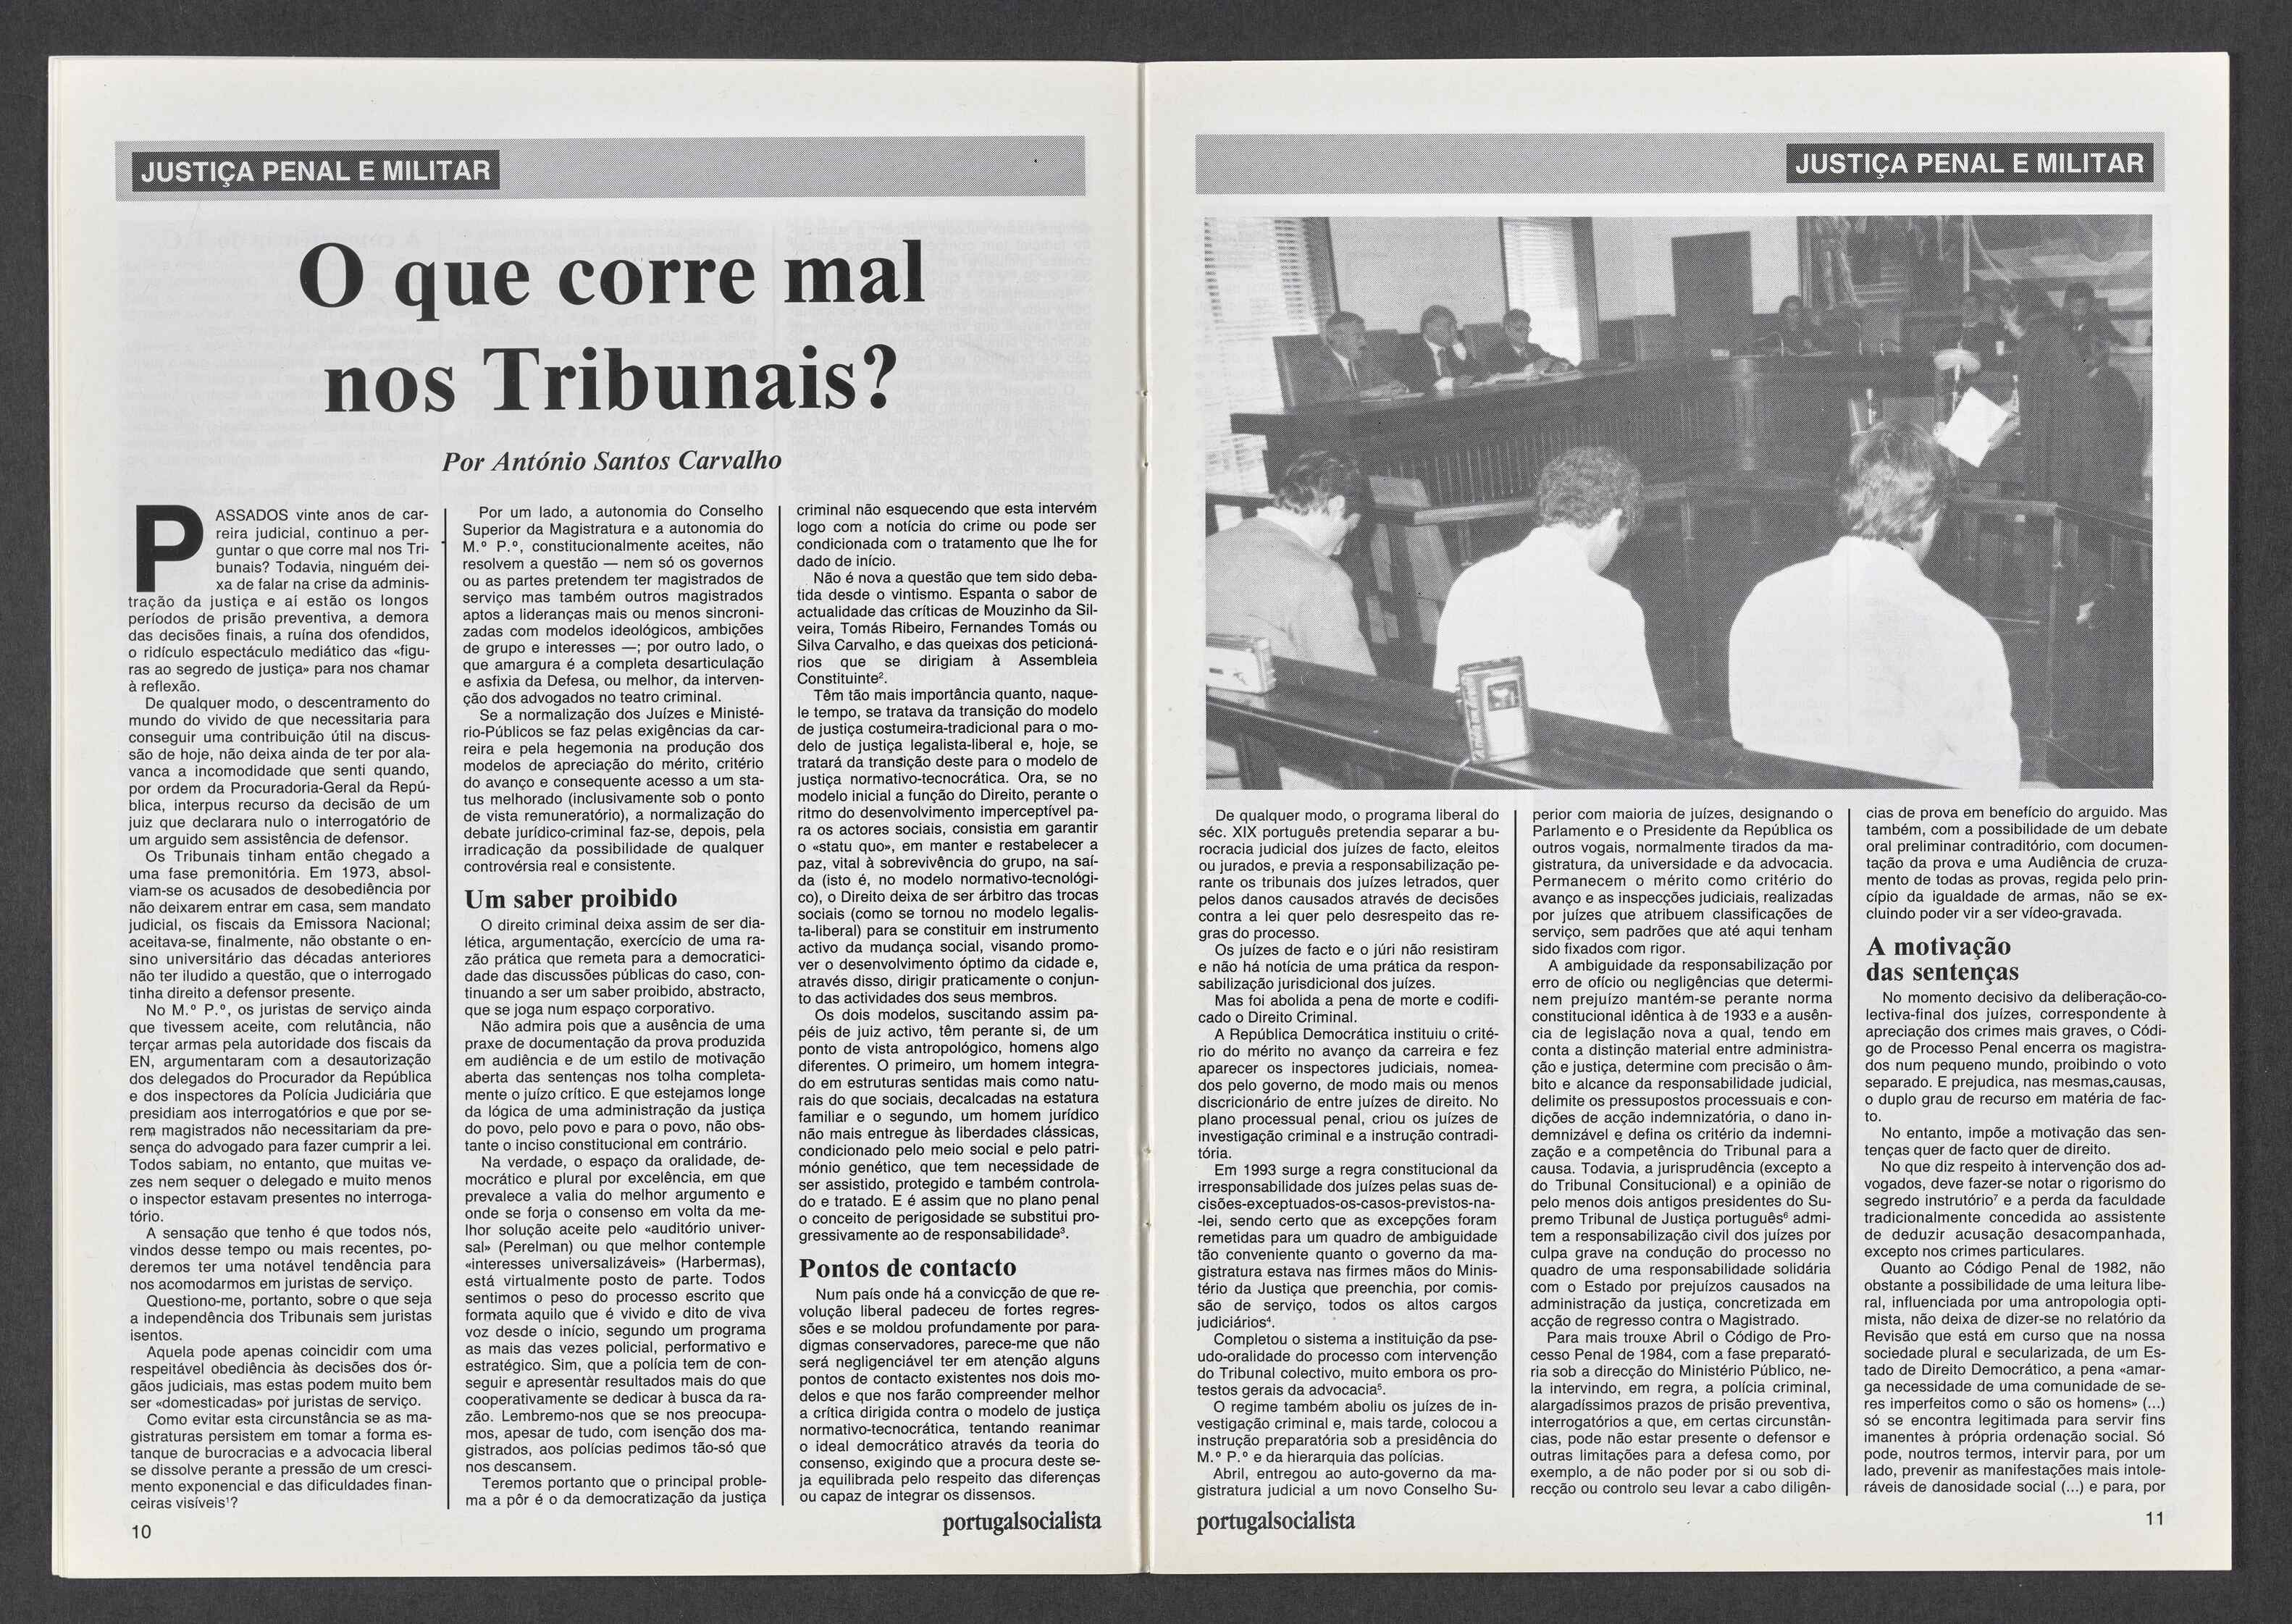 JUSTIÇA PENAL E MILITAR
O que corre mal
nos Tribunais?
Por António Santos Carvalho
PASSADOS vinte anos de car-
reira judicial, continuo a per-
guntar o que corre mal nos Tri-
bunais? Todavia, ninguém dei-
xa de falar na crise da adminis-
tração da justiça e aí estão os longos
períodos de prisão preventiva, a demora
das decisões finais, a ruína dos ofendidos,
o ridículo espectáculo mediático das «figu-
ras ao segredo de justiça» para nos chamar
à reflexão.
De qualquer modo, o descentramento do
mundo do vivido de que necessitaria para
conseguir uma contribuição útil na discus-
são de hoje, não deixa ainda de ter por ala-
vanca a incomodidade que senti quando,
por ordem da Procuradoria-Geral da Repú-
blica, interpus recurso da decisão de um
juiz que declarara nulo o interrogatório de
um arguido sem assistência de defensor.
Os Tribunais tinham então chegado a
uma fase premonitória. Em 1973, absol-
viam-se os acusados de desobediência por
não deixarem entrar em casa, sem mandato
judicial, os fiscais da Emissora Nacional;
aceitava-se, finalmente, não obstante o en-
sino universitário das décadas anteriores
não ter iludido a questão, que o interrogado
tinha direito a defensor presente.
No M.º P.º, os juristas de serviço ainda
que tivessem aceite, com relutância, não
terçar armas pela autoridade dos fiscais da
EN, argumentaram com a desautorização
dos delegados do Procurador da República
e dos inspectores da Polícia Judiciária que
presidiam aos interrogatórios e que por se-
rem magistrados não necessitariam da pre-
sença do advogado para fazer cumprir a lei.
Todos sabiam, no entanto, que muitas ve-
zes nem sequer o delegado e muito menos
o inspector estavam presentes no interroga-
tório.
A sensação que tenho é que todos nós,
vindos desse tempo ou mais recentes, po-
deremos ter uma notável tendência para
nos acomodarmos em juristas de serviço.
Questiono-me, portanto, sobre o que seja
a independência dos Tribunais sem juristas
isentos.
Aquela pode apenas coincidir com uma
respeitável obediência às decisões dos ór-
gãos judiciais, mas estas podem muito bem
ser «domesticadas» por juristas de serviço.
Como evitar esta circunstância se as ma-
gistraturas persistem em tomar a forma es-
tanque de burocracias e a advocacia liberal
se dissolve perante a pressão de um cresci-
mento exponencial e das dificuldades finan-
ceiras visíveis¹?
Por um lado, a autonomia do Conselho
Superior da Magistratura e a autonomia do
M.º P.º, constitucionalmente aceites, não
resolvem a questão — nem só os governos
ou as partes pretendem ter magistrados de
serviço mas também outros magistrados
aptos a lideranças mais ou menos sincroni-
zadas com modelos ideológicos, ambições
de grupo e interesses —; por outro lado, o
que amargura é a completa desarticulação
e asfixia da Defesa, ou melhor, da interven-
ção dos advogados no teatro criminal.
Se a normalização dos Juízes e Ministé-
rio-Públicos se faz pelas exigências da car-
reira e pela hegemonia na produção dos
modelos de apreciação do mérito, critério
do avanço e consequente acesso a um sta-
tus melhorado (inclusivamente sob o ponto
de vista remuneratório), a normalização do
debate jurídico-criminal faz-se, depois, pela
irradicação da possibilidade de qualquer
controvérsia real e consistente.
Um saber proibido
O direito criminal deixa assim de ser dia-
lética, argumentação, exercício de uma ra-
zão prática que remeta para a democratici-
dade das discussões públicas do caso, con-
tinuando a ser um saber proibido, abstracto,
que se joga num espaço corporativo.
Não admira pois que a ausência de uma
praxe de documentação da prova produzida
em audiência e de um estilo de motivação
aberta das sentenças nos tolha completa-
mente o juízo crítico. E que estejamos longe
da lógica de uma administração da justiça
do povo, pelo povo e para o povo, não obs-
tante o inciso constitucional em contrário.
Na verdade, o espaço da oralidade, de-
mocrático e plural por excelência, em que
prevalece a valia do melhor argumento e
onde se forja o consenso em volta da me-
lhor solução aceite pelo «auditório univer-
sal» (Perelman) ou que melhor contemple
«interesses universalizáveis» (Harbermas),
está virtualmente posto de parte. Todos
sentimos o peso do processo escrito que
formata aquilo que é vivido e dito de viva
voz desde o início, segundo um programa
as mais das vezes policial, performativo e
estratégico. Sim, que a polícia tem de con-
seguir e apresentàr resultados mais do que
cooperativamente se dedicar à busca da ra-
zão. Lembremo-nos que se nos preocupa-
mos, apesar de tudo, com isenção dos ma-
gistrados, aos polícias pedimos tão-só que
nos descansem.
Teremos portanto que o principal proble-
ma a pôr é o da democratização da justiça
criminal não esquecendo que esta intervém
logo com a notícia do crime ou pode ser
condicionada com o tratamento que lhe for
dado de início.
Não é nova a questão que tem sido deba-
tida desde o vintismo. Espanta o sabor de
actualidade das críticas de Mouzinho da Sil-
veira, Tomás Ribeiro, Fernandes Tomás ou
Silva Carvalho, e das queixas dos peticioná-
rios que se dirigiam à Assembleia
Constituinte².
Têm tão mais importância quanto, naque-
le tempo, se tratava da transição do modelo
de justiça costumeira-tradicional para o mo-
delo de justiça legalista-liberal e, hoje, se
tratará da transição deste para o modelo de
justiça normativo-tecnocrática. Ora, se no
modelo inicial a função do Direito, perante o
ritmo do desenvolvimento imperceptível pa-
ra os actores sociais, consistia em garantir
o «statu quo», em manter e restabelecer a
paz, vital à sobrevivência do grupo, na saí-
da (isto é, no modelo normativo-tecnológi-
co), o Direito deixa de ser árbitro das trocas
sociais (como se tornou no modelo legalis-
ta-liberal) para se constituir em instrumento
activo da mudança social, visando promo-
ver o desenvolvimento óptimo da cidade e,
através disso, dirigir praticamente o conjun-
to das actividades dos seus membros.
Os dois modelos, suscitando assim pa-
péis de juiz activo, têm perante si, de um
ponto de vista antropológico, homens algo
diferentes. O primeiro, um homem integra-
do em estruturas sentidas mais como natu-
rais do que sociais, decalcadas na estatura
familiar e o segundo, um homem jurídico
não mais entregue às liberdades clássicas,
condicionado pelo meio social e pelo patri-
mónio genético, que tem necessidade de
ser assistido, protegido e também controla-
do e tratado. E é assim que no plano penal
o conceito de perigosidade se substitui pro-
gressivamente ao de responsabilidade³.
Pontos de contacto
Num país onde há a convicção de que re-
volução liberal padeceu de fortes regres-
sões e se moldou profundamente por para-
digmas conservadores, parece-me que não
será negligenciável ter em atenção alguns
pontos de contacto existentes nos dois mo-
delos e que nos farão compreender melhor
a crítica dirigida contra o modelo de justiça
normativo-tecnocrática, tentando reanimar
o ideal democrático através da teoria do
consenso, exigindo que a procura deste se-
ja equilibrada pelo respeito das diferenças
ou capaz de integrar os dissensos.
10
portugalsocialista
JUSTIÇA PENAL E MILITAR
De qualquer modo, o programa liberal do
séc. XIX português pretendia separar a bu-
rocracia judicial dos juízes de facto, eleitos
ou jurados, e previa a responsabilização pe-
rante os tribunais dos juízes letrados, quer
pelos danos causados através de decisões
contra a lei quer pelo desrespeito das re-
gras do processo.
Os juízes de facto e o júri não resistiram
e não há notícia de uma prática da respon-
sabilização jurisdicional dos juízes.
Mas foi abolida a pena de morte e codifi-
cado o Direito Criminal.
A República Democrática instituiu o crité-
rio do mérito no avanço da carreira e fez
aparecer os inspectores judiciais, nomea-
dos pelo governo, de modo mais ou menos
discricionário de entre juízes de direito. No
plano processual penal, criou os juízes de
investigação criminal e a instrução contradi-
tória.
Em 1993 surge a regra constitucional da
irresponsabilidade dos juízes pelas suas de-
cisões-exceptuados-os-casos-previstos-na-
-lei, sendo certo que as excepções foram
remetidas para um quadro de ambiguidade
tão conveniente quanto o governo da ma-
gistratura estava nas firmes mãos do Minis-
tério da Justiça que preenchia, por comis-
são de serviço, todos os altos cargos
judiciários⁴.
Completou o sistema a instituição da pse-
udo-oralidade do processo com intervenção
do Tribunal colectivo, muito embora os pro-
testos gerais da advocacia⁵.
O regime também aboliu os juízes de in-
vestigação criminal e, mais tarde, colocou a
instrução preparatória sob a presidência do
M.º P.º e da hierarquia das polícias.
Abril, entregou ao auto-governo da ma-
gistratura judicial a um novo Conselho Su-
perior com maioria de juízes, designando o
Parlamento e o Presidente da República os
outros vogais, normalmente tirados da ma-
gistratura, da universidade e da advocacia.
Permanecem o mérito como critério do
avanço e as inspecções judiciais, realizadas
por juízes que atribuem classificações de
serviço, sem padrões que até aqui tenham
sido fixados com rigor.
A ambiguidade da responsabilização por
erro de ofício ou negligências que determi-
nem prejuízo mantém-se perante norma
constitucional idêntica à de 1933 e a ausên-
cia de legislação nova a qual, tendo em
conta a distinção material entre administra-
ção e justiça, determine com precisão o âm-
bito e alcance da responsabilidade judicial,
delimite os pressupostos processuais e con-
dições de acção indemnizatória, o dano in-
demnizável e defina os critério da indemni-
zação e a competência do Tribunal para a
causa. Todavia, a jurisprudência (excepto a
do Tribunal Consitucional) e a opinião de
pelo menos dois antigos presidentes do Su-
premo Tribunal de Justiça português⁶ admi-
tem a responsabilização civil dos juízes por
culpa grave na condução do processo no
quadro de uma responsabilidade solidária
com o Estado por prejuízos causados na
administração da justiça, concretizada em
acção de regresso contra o Magistrado.
Para mais trouxe Abril o Código de Pro-
cesso Penal de 1984, com a fase preparató-
ria sob a direcção do Ministério Público, ne-
la intervindo, em regra, a polícia criminal,
alargadíssimos prazos de prisão preventiva,
interrogatórios a que, em certas circunstân-
cias, pode não estar presente o defensor e
outras limitações para a defesa como, por
exemplo, a de não poder por si ou sob di-
recção ou controlo seu levar a cabo diligên-
cias de prova em benefício do arguido. Mas
também, com a possibilidade de um debate
oral preliminar contraditório, com documen-
tação da prova e uma Audiência de cruza-
mento de todas as provas, regida pelo prin-
cípio da igualdade de armas, não se ex-
cluindo poder vir a ser vídeo-gravada.
A motivação
das sentenças
No momento decisivo da deliberação-co-
lectiva-final dos juízes, correspondente à
apreciação dos crimes mais graves, o Códi-
go de Processo Penal encerra os magistra-
dos num pequeno mundo, proibindo o voto
separado. E prejudica, nas mesmas causas,
o duplo grau de recurso em matéria de fac-
to.
No entanto, impõe a motivação das sen-
tenças quer de facto quer de direito.
No que diz respeito à intervenção dos ad-
vogados, deve fazer-se notar o rigorismo do
segredo instrutório⁷ e a perda da faculdade
tradicionalmente concedida ao assistente
de deduzir acusação desacompanhada,
excepto nos crimes particulares.
Quanto ao Código Penal de 1982, não
obstante a possibilidade de uma leitura libe-
ral, influenciada por uma antropologia opti-
mista, não deixa de dizer-se no relatório da
Revisão que está em curso que na nossa
sociedade plural e secularizada, de um Es-
tado de Direito Democrático, a pena «amar-
ga necessidade de uma comunidade de se-
res imperfeitos como o são os homens» (...)
só se encontra legitimada para servir fins
imanentes à própria ordenação social. Só
pode, noutros termos, intervir para, por um
lado, prevenir as manifestações mais intole-
ráveis de danosidade social (...) e para, por
portugalsocialista
11